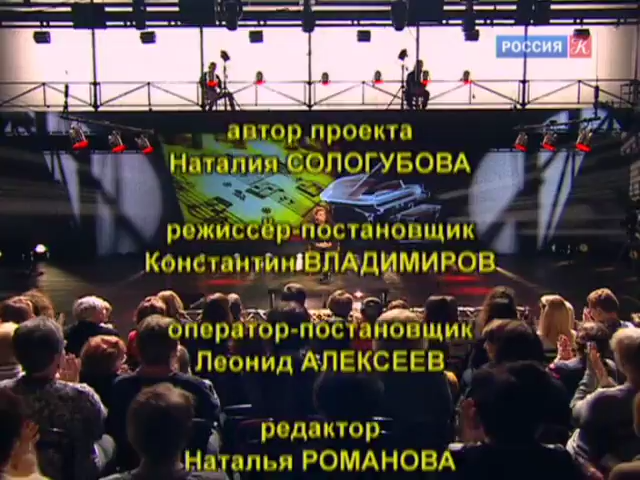 РОССИЯ К
автор проекта
Наталия СОЛОГУБОВА
режиссёр-постановщик
Константин ВЛАДИМИРОВ
оператор-постановщик
Леонид АЛЕКСЕЕВ
редактор
Наталья РОМАНОВА